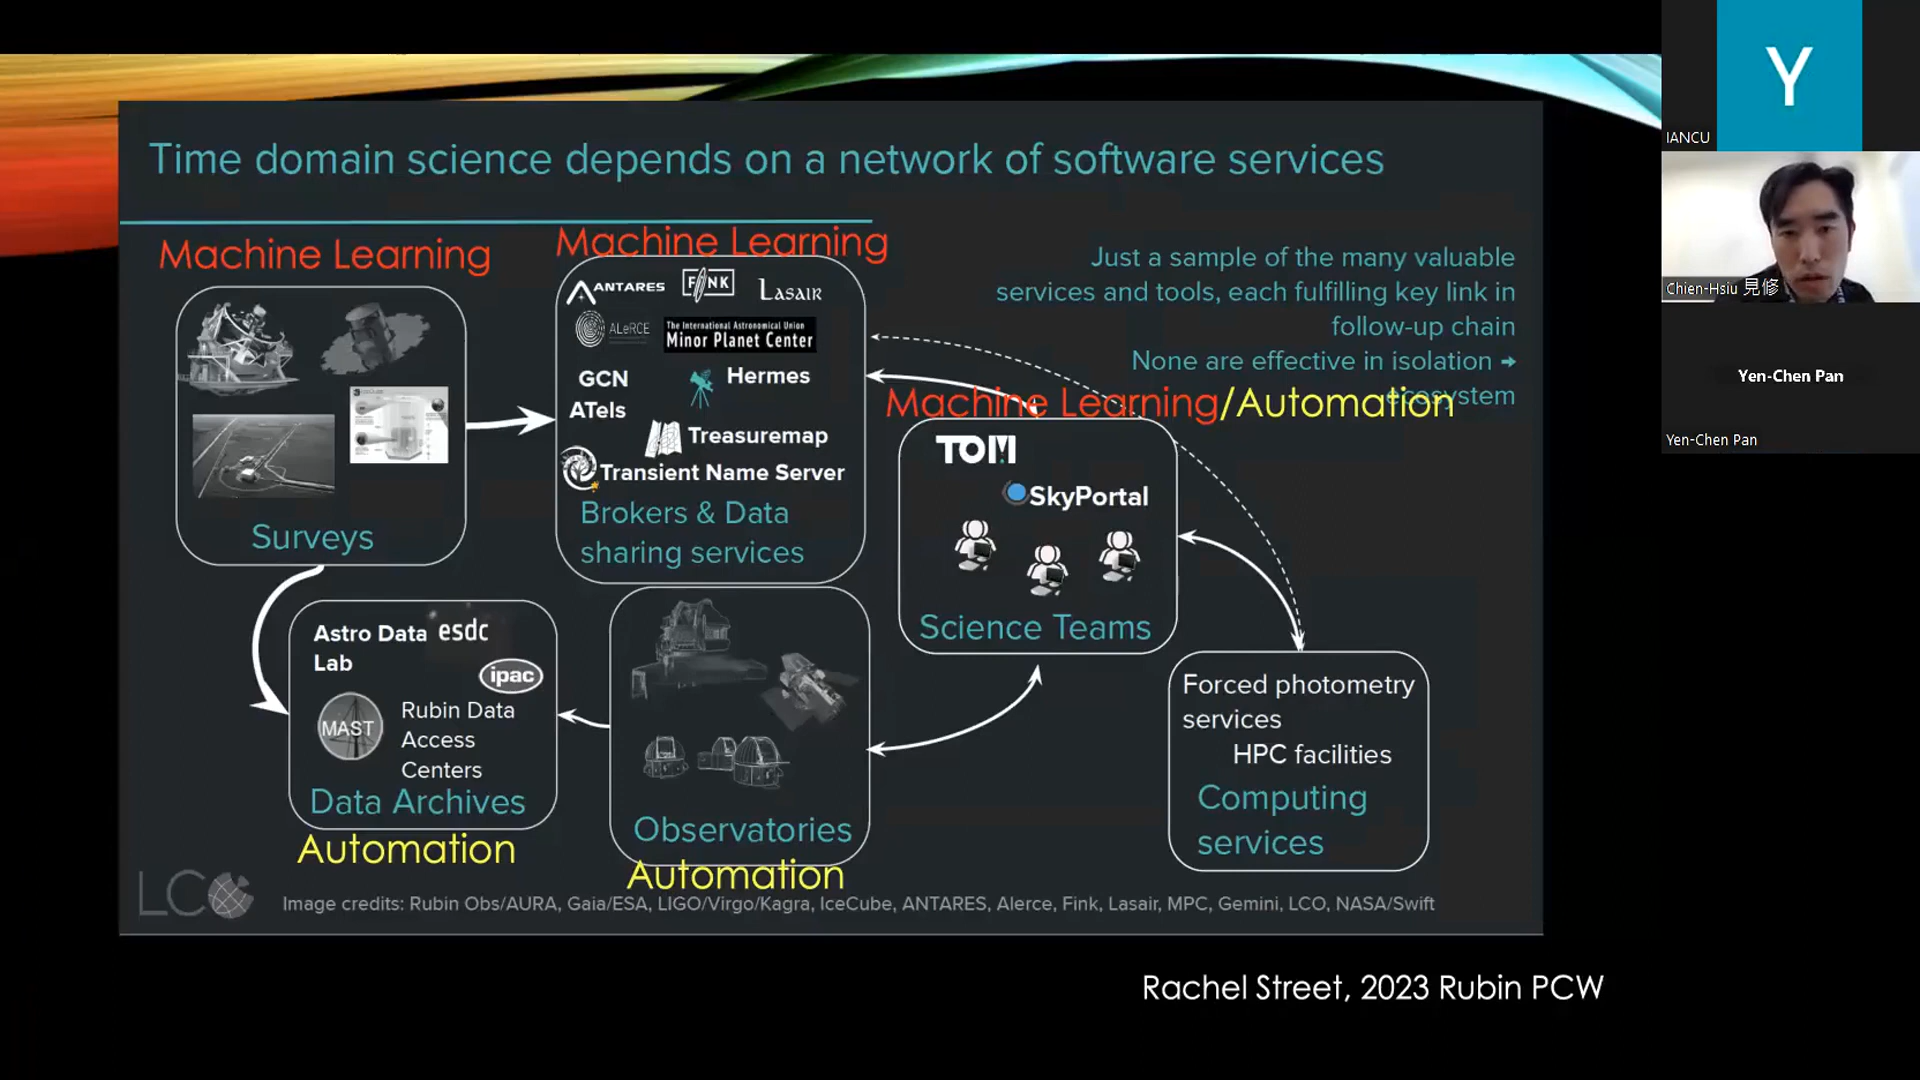 Time domain science depends on a network of software services
Machine Learning
Machine Learning
Just a sample of the many valuable
services and tools, each fulfilling key link in
follow-up chain
None are effective in isolation →
ecosystem
Machine Learning/Automation
Surveys
ANTARES
FINK
LASAIR
ALeRCE
The International Astronomical Union
Minor Planet Center
GCN
Hermes
ATels
Treasuremap
Transient Name Server
Brokers & Data
sharing services
TOM
SkyPortal
Science Teams
Astro Data
Lab
esdc
ipac
MAST
Rubin Data
Access
Centers
Data Archives
Automation
Observatories
Automation
Forced photometry
services
HPC facilities
Computing
services
LCO
Image credits: Rubin Obs/AURA, Gaia/ESA, LIGO/Virgo/Kagra, IceCube, ANTARES, Alerce, Fink, Lasair, MPC, Gemini, LCO, NASA/Swift
Rachel Street, 2023 Rubin PCW
Y
IANCU
Chien-Hsiu 見修
Yen-Chen Pan
Yen-Chen Pan